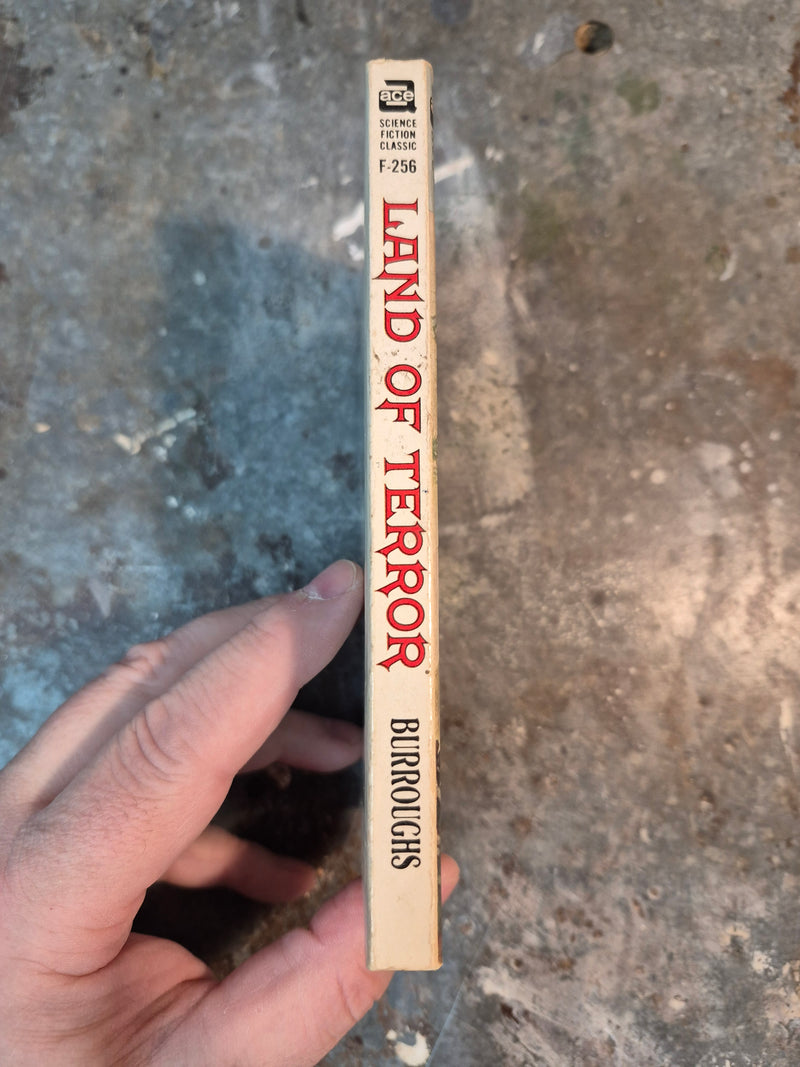 ace
SCIENCE
FICTION
CLASSIC
F-256
LAND OF TERROR
BURROUGHS